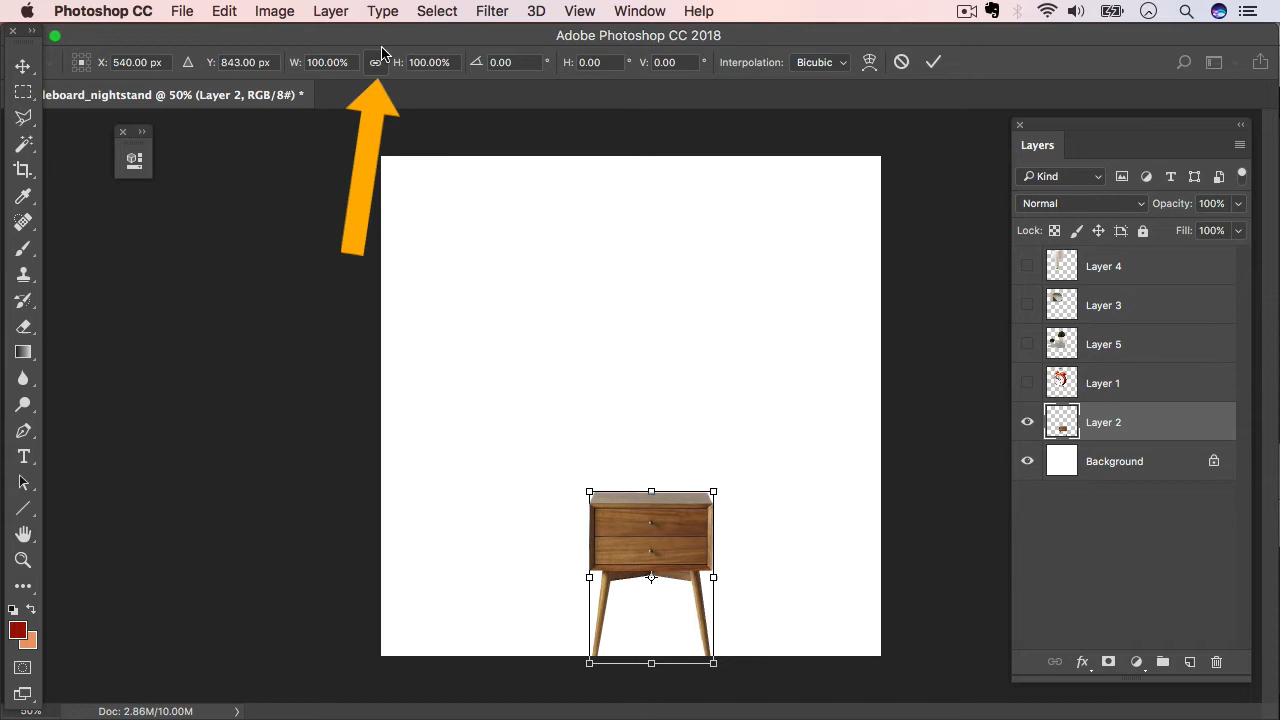 Photoshop CC File Edit Image Layer Type Select Filter 3D View Window Help
Adobe Photoshop CC 2018
X: 540.00 px Y: 843.00 px W: 100.00% H: 100.00% 0.00 ° H: 0.00 ° V: 0.00 ° Interpolation: Bicubic
leboard_nightstand @ 50% (Layer 2, RGB/8#) *
Layers
Kind
Normal Opacity: 100%
Lock: Fill: 100%
Layer 4
Layer 3
Layer 5
Layer 1
Layer 2
Background
fx
50% Doc: 2.86M/10.00M